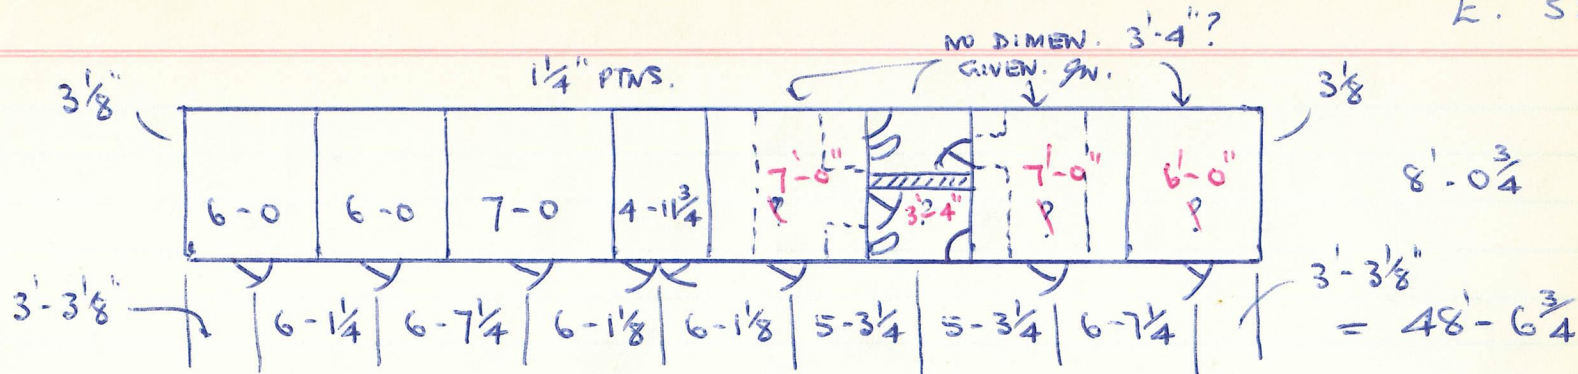 E. S
NO DIMEN. 3'-4"?
1¼" PTNS. GIVEN. ON.
3⅛" 3⅛
7'-0" 7'-0" 6'-0" 8'-0¾
6-0 6-0 7-0 4-11¾ ? 3'-4" ? ?
3'-3⅛" 3'-3⅛"
6-1¼ 6-7¼ 6-1⅛ 6-1⅛ 5-3¼ 5-3¼ 6-7¼ = 48'-6¾